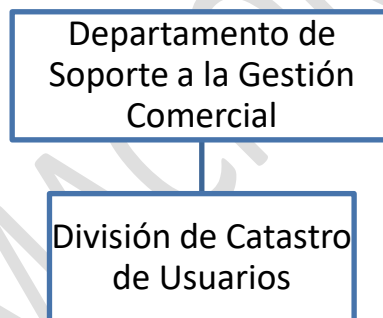 Departamento de
Soporte a la Gestión
Comercial
División de Catastro
de Usuarios